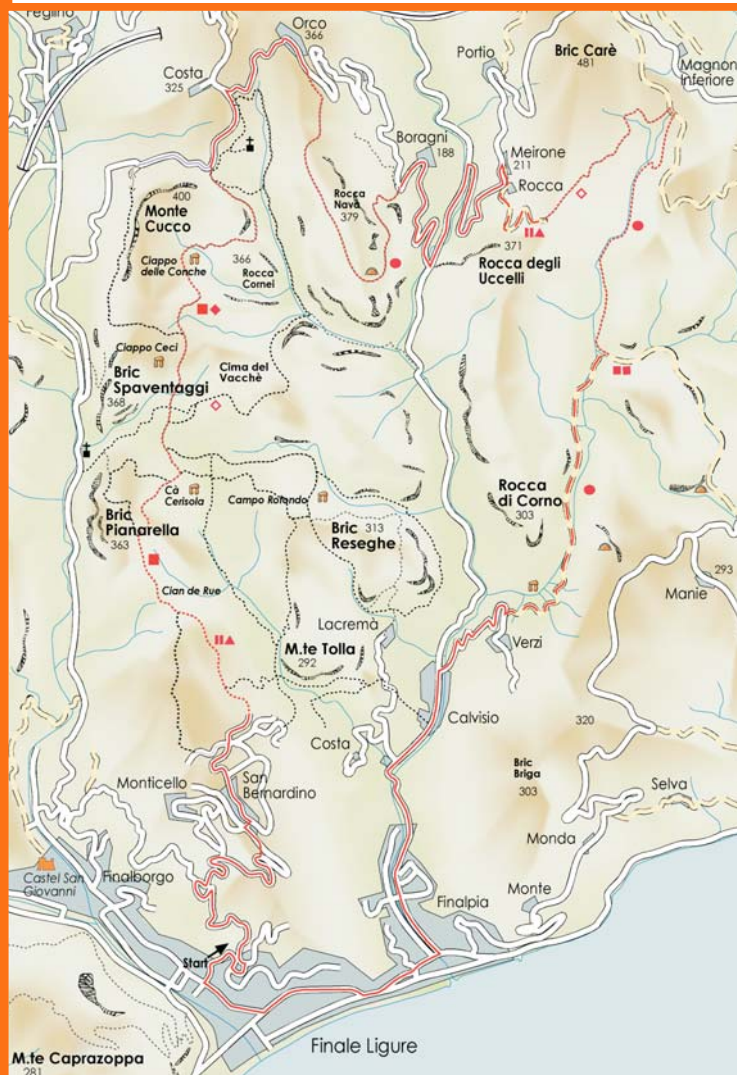 Feglino
Orco
366
Costa
325
Portio
Bric Carè
481
Magnone
Inferiore
Boragni
188
Meirone
211
Rocca
Rocca
Nava
379
400
Monte
Cucco
Ciappo
delle Conche
366
Rocca
Cornei
371
Rocca degli
Uccelli
Ciappo Ceci
Bric
Spaventaggi
368
Cima del
Vacchè
Cà
Cerisola
Campo Rotondo
Bric
Pianarella
363
Bric
313
Reseghe
Rocca
di Corno
303
293
Manie
Cian de Rue
Lacremà
Verzi
M.te Tolla
292
Calvisio
320
Costa
Bric
Briga
303
Selva
Monticello
San
Bernardino
Monda
Castel San
Giovanni
Finalborgo
Finalpia
Monte
Start
Finale Ligure
M.te Caprazoppa
281